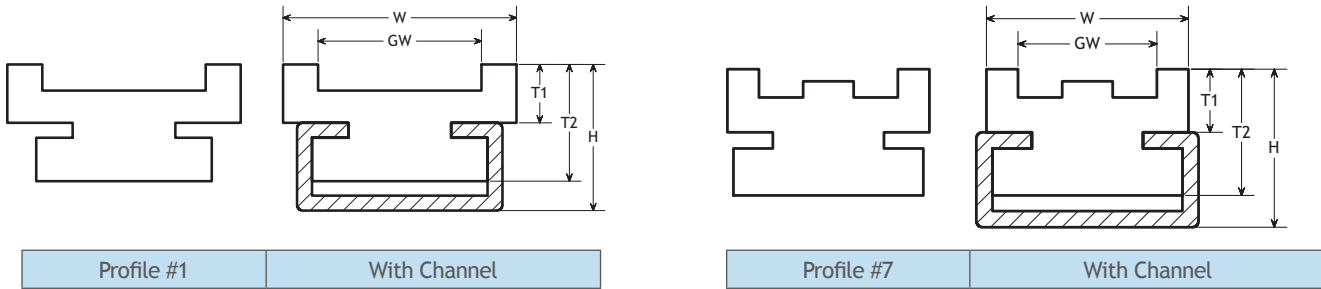 W
GW
T1
T2
H
Profile #1
With Channel
W
GW
T1
T2
H
Profile #7
With Channel